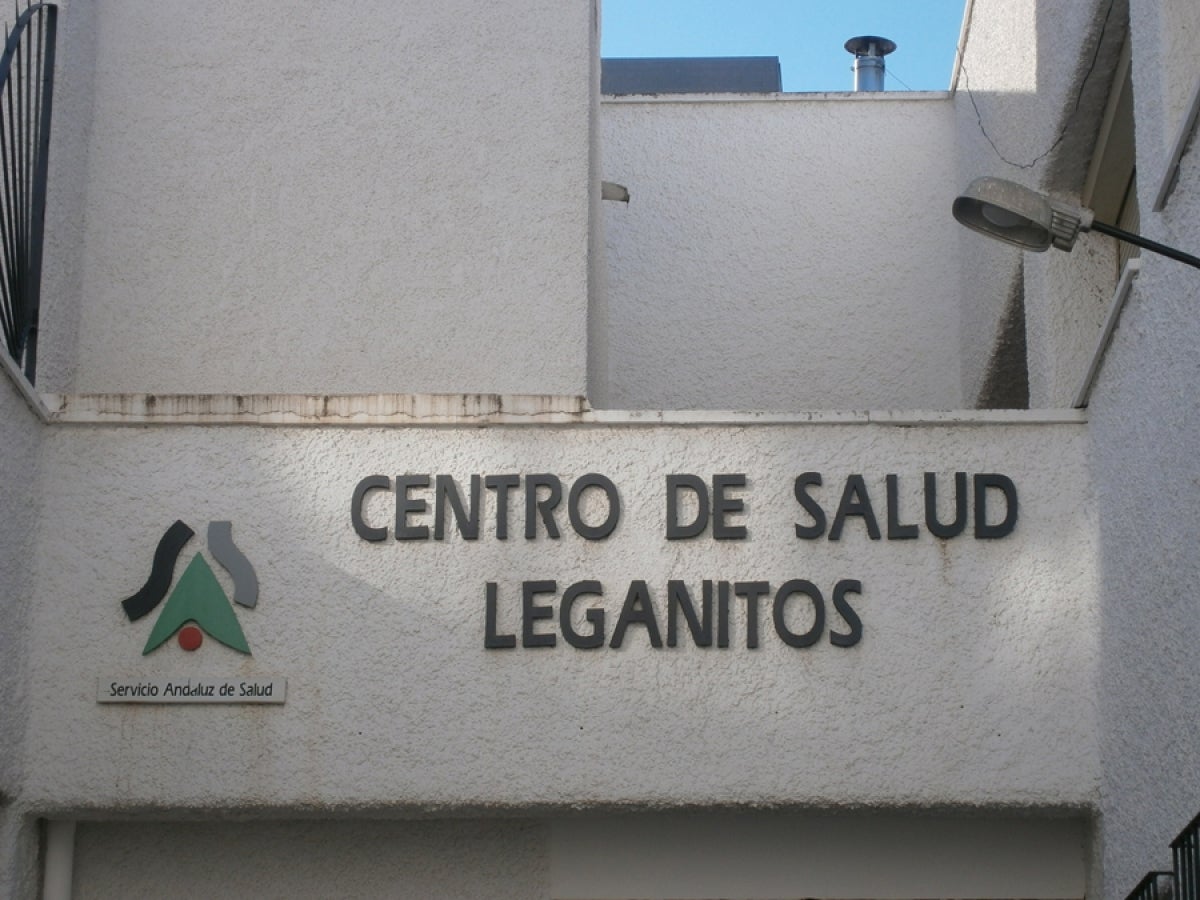 CENTRO DE SALUD
LEGANITOS
Servicio Andaluz de Salud